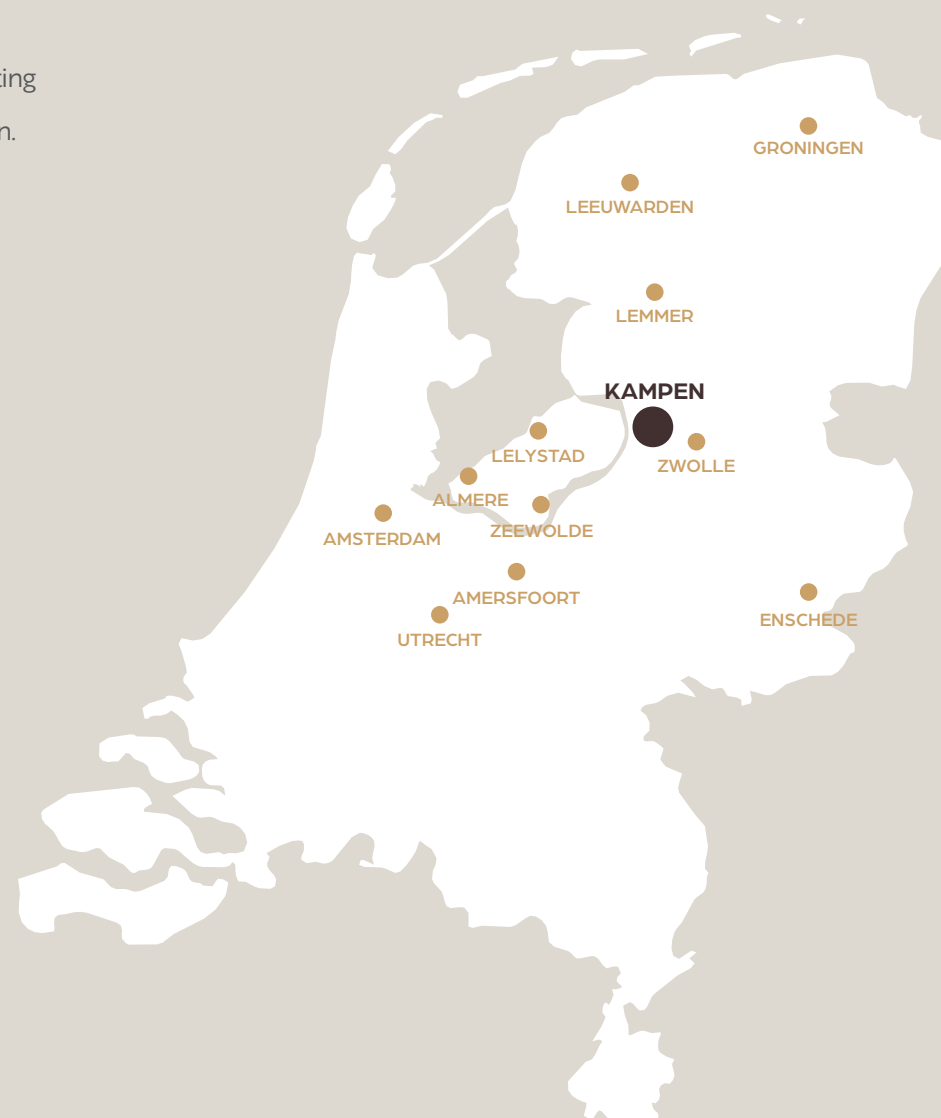 n.
GRONINGEN
LEEUWARDEN
LEMMER
KAMPEN
LELYSTAD
ZWOLLE
ALMERE
ZEEWOLDE
AMSTERDAM
AMERSFOORT
ENSCHEDE
UTRECHT